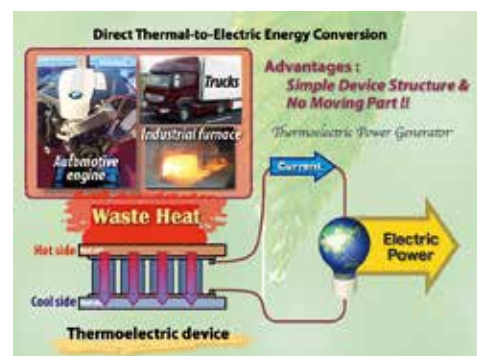 Direct Thermal-to-Electric Energy Conversion
Advantages :
Simple Device Structure &
No Moving Part !!
Trucks
Automotive
engine
Industrial furnace
Thermoelectric Power Generator
Current
Waste Heat
Hot side
Cool side
Electric
Power
Thermoelectric device